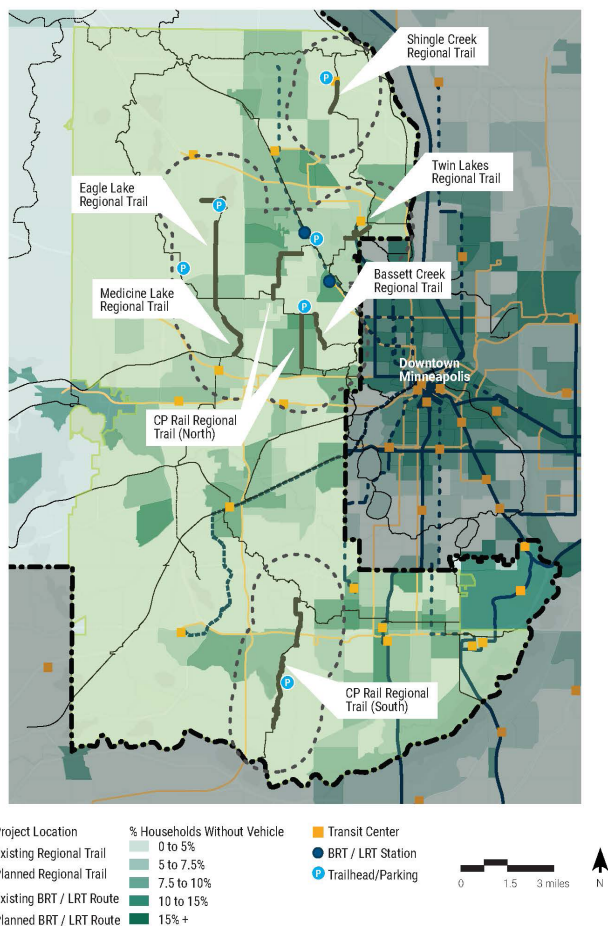 Shingle Creek
Regional Trail
Twin Lakes
Regional Trail
Eagle Lake
Regional Trail
Bassett Creek
Regional Trail
Medicine Lake
Regional Trail
Downtown
Minneapolis
CP Rail Regional
Trail (North)
CP Rail Regional
Trail (South)
P
P
P
P
P
P
roject Location
xisting Regional Trail
lanned Regional Trail
xisting BRT / LRT Route
lanned BRT / LRT Route
% Households Without Vehicle
0 to 5%
5 to 7.5%
7.5 to 10%
10 to 15%
15% +
Transit Center
BRT / LRT Station
P Trailhead/Parking
0 1.5 3 miles
N